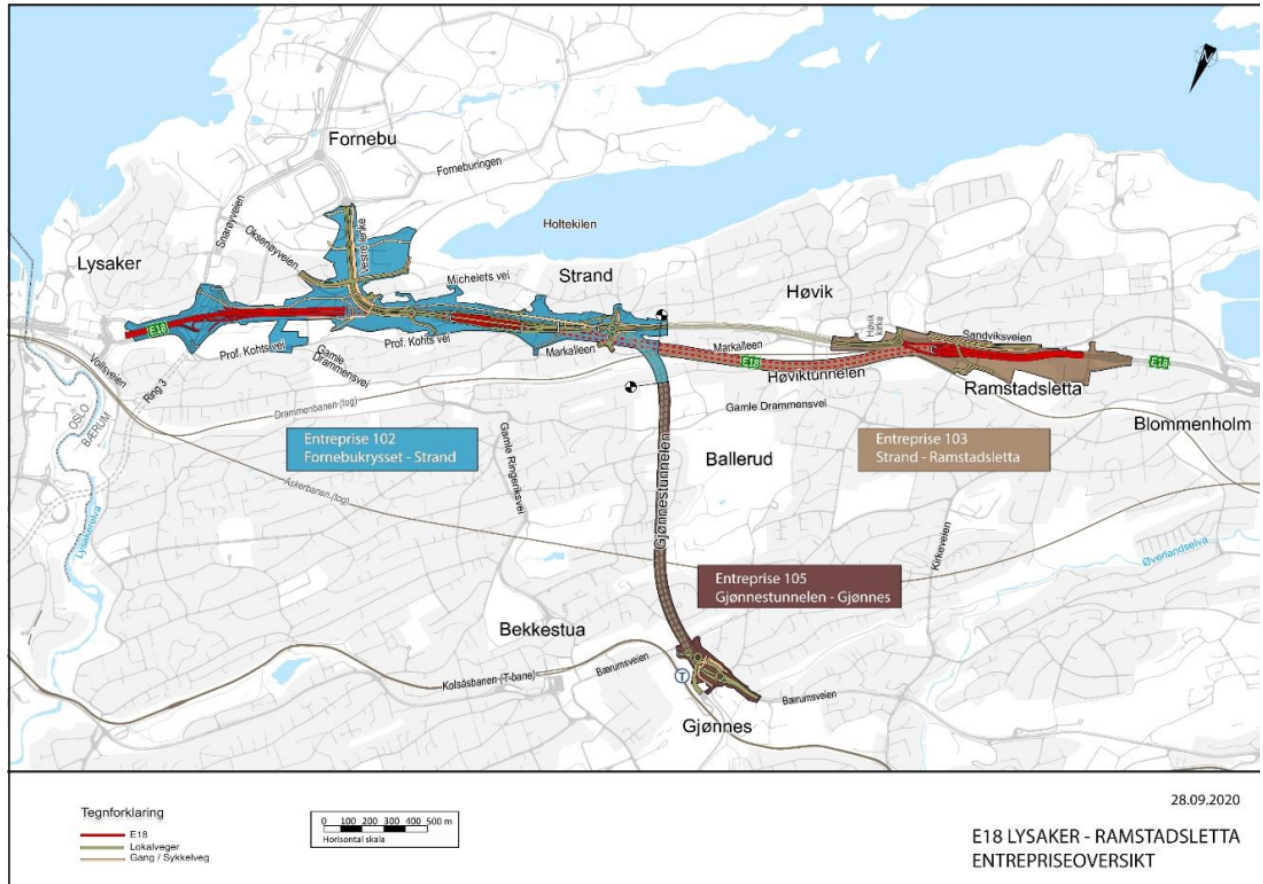 N
Fornebu
Forneburingen
Snarøyveien
Oksenøyveien
Vestre lenke
Holtekilen
Lysaker
Michelets vei
Strand
Høvik
Høvik
kirke
Sandviksveien
E18
Prof. Kohts vei
Gamle
Drammensvei
Prof. Kohts vei
Markalleen
Markalleen
E18
E18
Høviktunnelen
Ramstadsletta
Vollsveien
Ring 3
OSLO
BÆRUM
Drammenbanen (tog)
Gamle Drammensvei
Blommenholm
Entreprise 102
Fornebukrysset - Strand
Entreprise 103
Strand - Ramstadsletta
Gamle Ringeriksvei
Gjønnestunnelen
Ballerud
Askerbanen (tog)
Lysakerelva
Kirkeveien
Øverlandselva
Entreprise 105
Gjønnestunnelen - Gjønnes
Bekkestua
Kolsåsbanen (T-bane)
Bærumsveien
T
Bærumsveien
Gjønnes
28.09.2020
Tegnforklaring
E18
Lokalveger
Gang / Sykkelveg
0 100 200 300 400 500 m
Horisontal skala
E18 LYSAKER - RAMSTADSLETTA
ENTREPRISEOVERSIKT